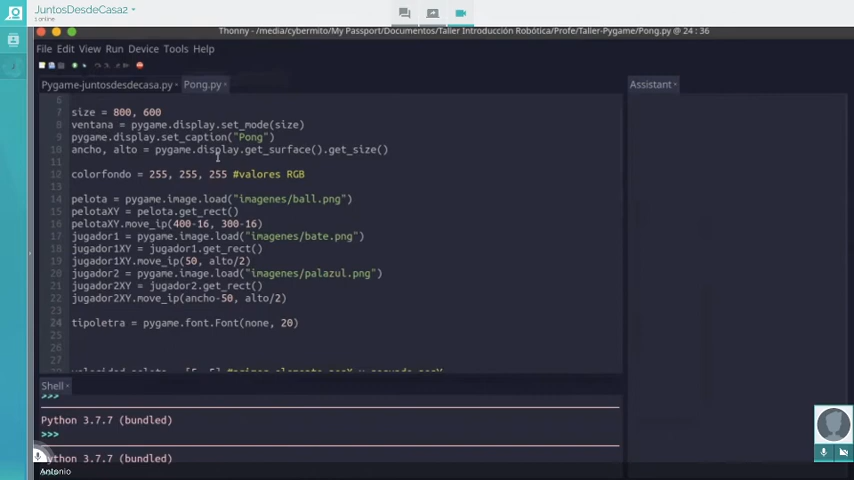 JuntosDesdeCasa2
1 online
Thonny - /media/cybermito/My Passport/Documentos/Taller Introducción Robótica/Profe/Taller-Pygame/Pong.py @ 24 : 36
File Edit View Run Device Tools Help
Pygame-juntosdesdecasa.py × Pong.py ×
Assistant ×
6
7 size = 800, 600
8 ventana = pygame.display.set_mode(size)
9 pygame.display.set_caption("Pong")
10 ancho, alto = pygame.display.get_surface().get_size()
11
12 colorfondo = 255, 255, 255 #valores RGB
13
14 pelota = pygame.image.load("imagenes/ball.png")
15 pelotaXY = pelota.get_rect()
16 pelotaXY.move_ip(400-16, 300-16)
17 jugador1 = pygame.image.load("imagenes/bate.png")
18 jugador1XY = jugador1.get_rect()
19 jugador1XY.move_ip(50, alto/2)
20 jugador2 = pygame.image.load("imagenes/palazul.png")
21 jugador2XY = jugador2.get_rect()
22 jugador2XY.move_ip(ancho-50, alto/2)
23
24 tipoletra = pygame.font.Font(none, 20)
25
26
27
Shell ×
>>>
Python 3.7.7 (bundled)
>>>
Python 3.7.7 (bundled)
Antonio